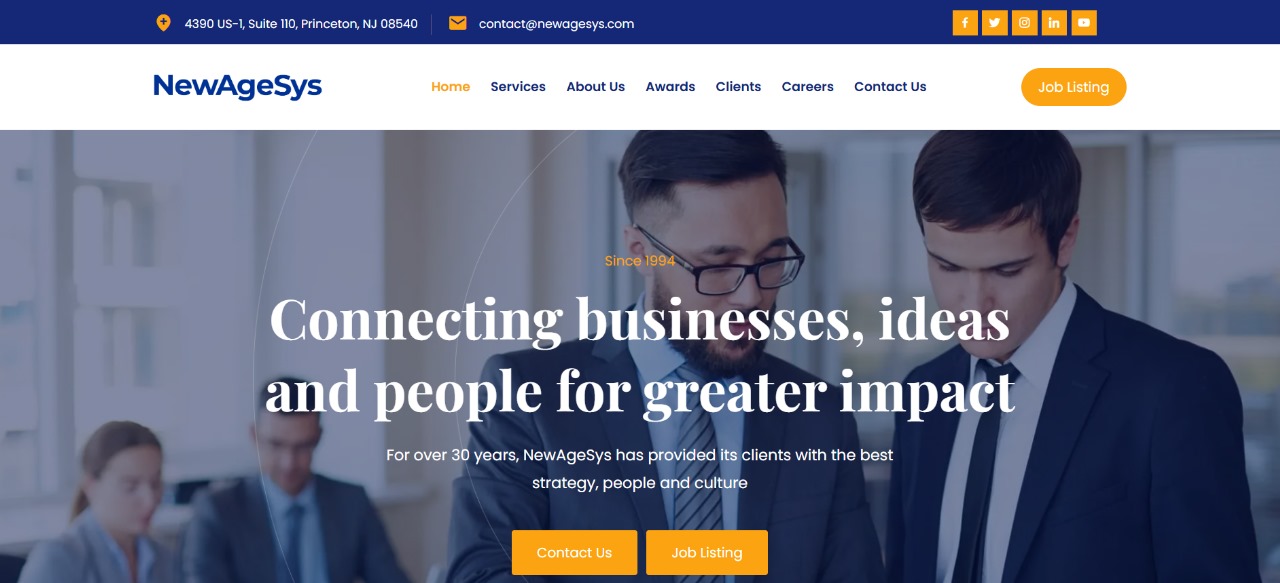 4390 US-1, Suite 110, Princeton, NJ 08540
contact@newagesys.com
NewAgeSys
Home
Services
About Us
Awards
Clients
Careers
Contact Us
Job Listing
Since 1994
Connecting businesses, ideas
and people for greater impact
For over 30 years, NewAgeSys has provided its clients with the best
strategy, people and culture
Contact Us
Job Listing